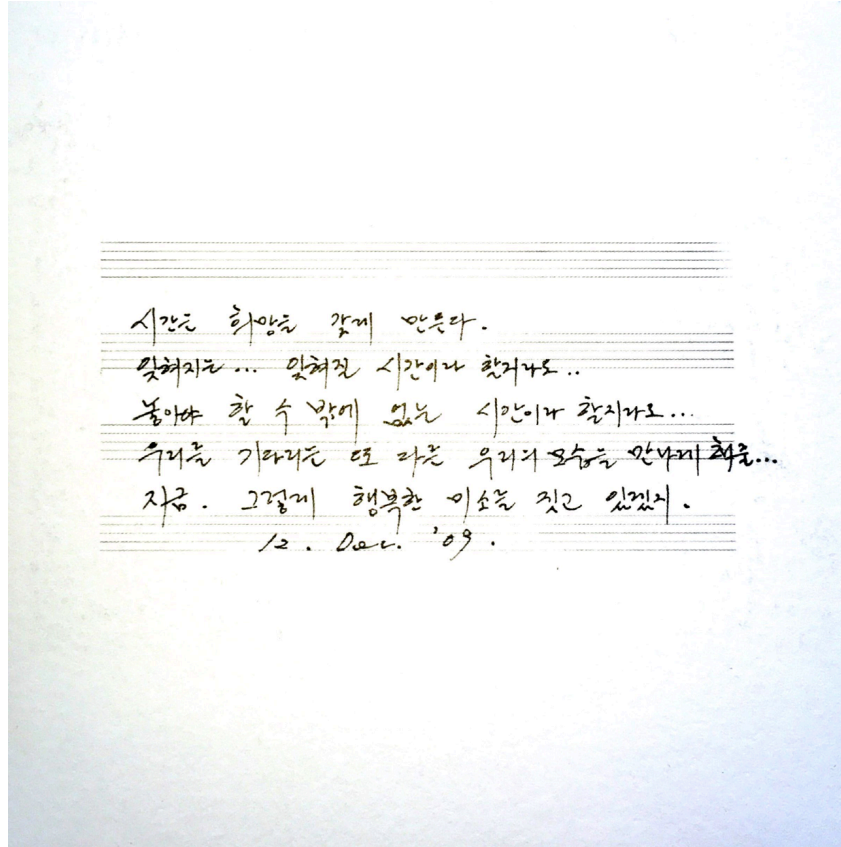 시간은 희망을 갖게 만든다.
잊혀지는... 잊혀질 시간이라 할지라도..
놓아야 할 수 밖에 없는 시간이라 할지라도...
우리를 기다리는 또 다른 우리의 모습을 만나게 해줄...
지금. 그렇게 행복한 미소를 짓고 있겠지.
12. Dec. '09.